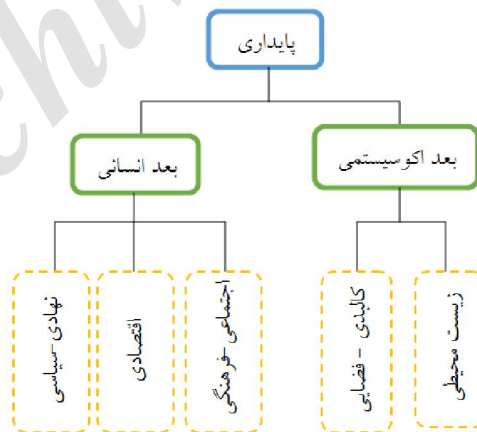 پایداری
بعد اکوسیستمی
بعد انسانی
زیست محیطی
کالبدی - فضایی
اجتماعی -فرهنگی
اقتصادی
نهادی -سیاسی